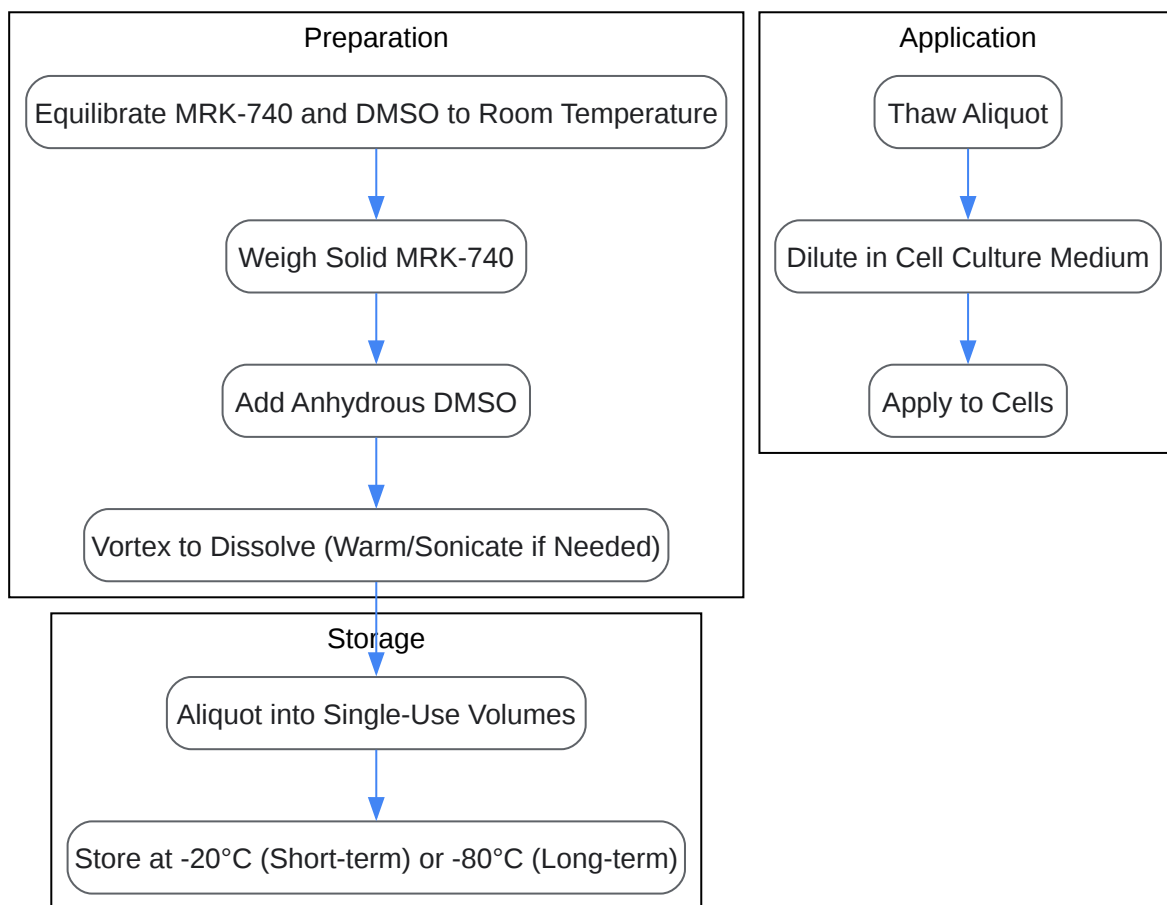 Preparation
Equilibrate MRK-740 and DMSO to Room Temperature
Weigh Solid MRK-740
Add Anhydrous DMSO
Vortex to Dissolve (Warm/Sonicate if Needed)
Storage
Aliquot into Single-Use Volumes
Store at -20°C (Short-term) or -80°C (Long-term)
Application
Thaw Aliquot
Dilute in Cell Culture Medium
Apply to Cells